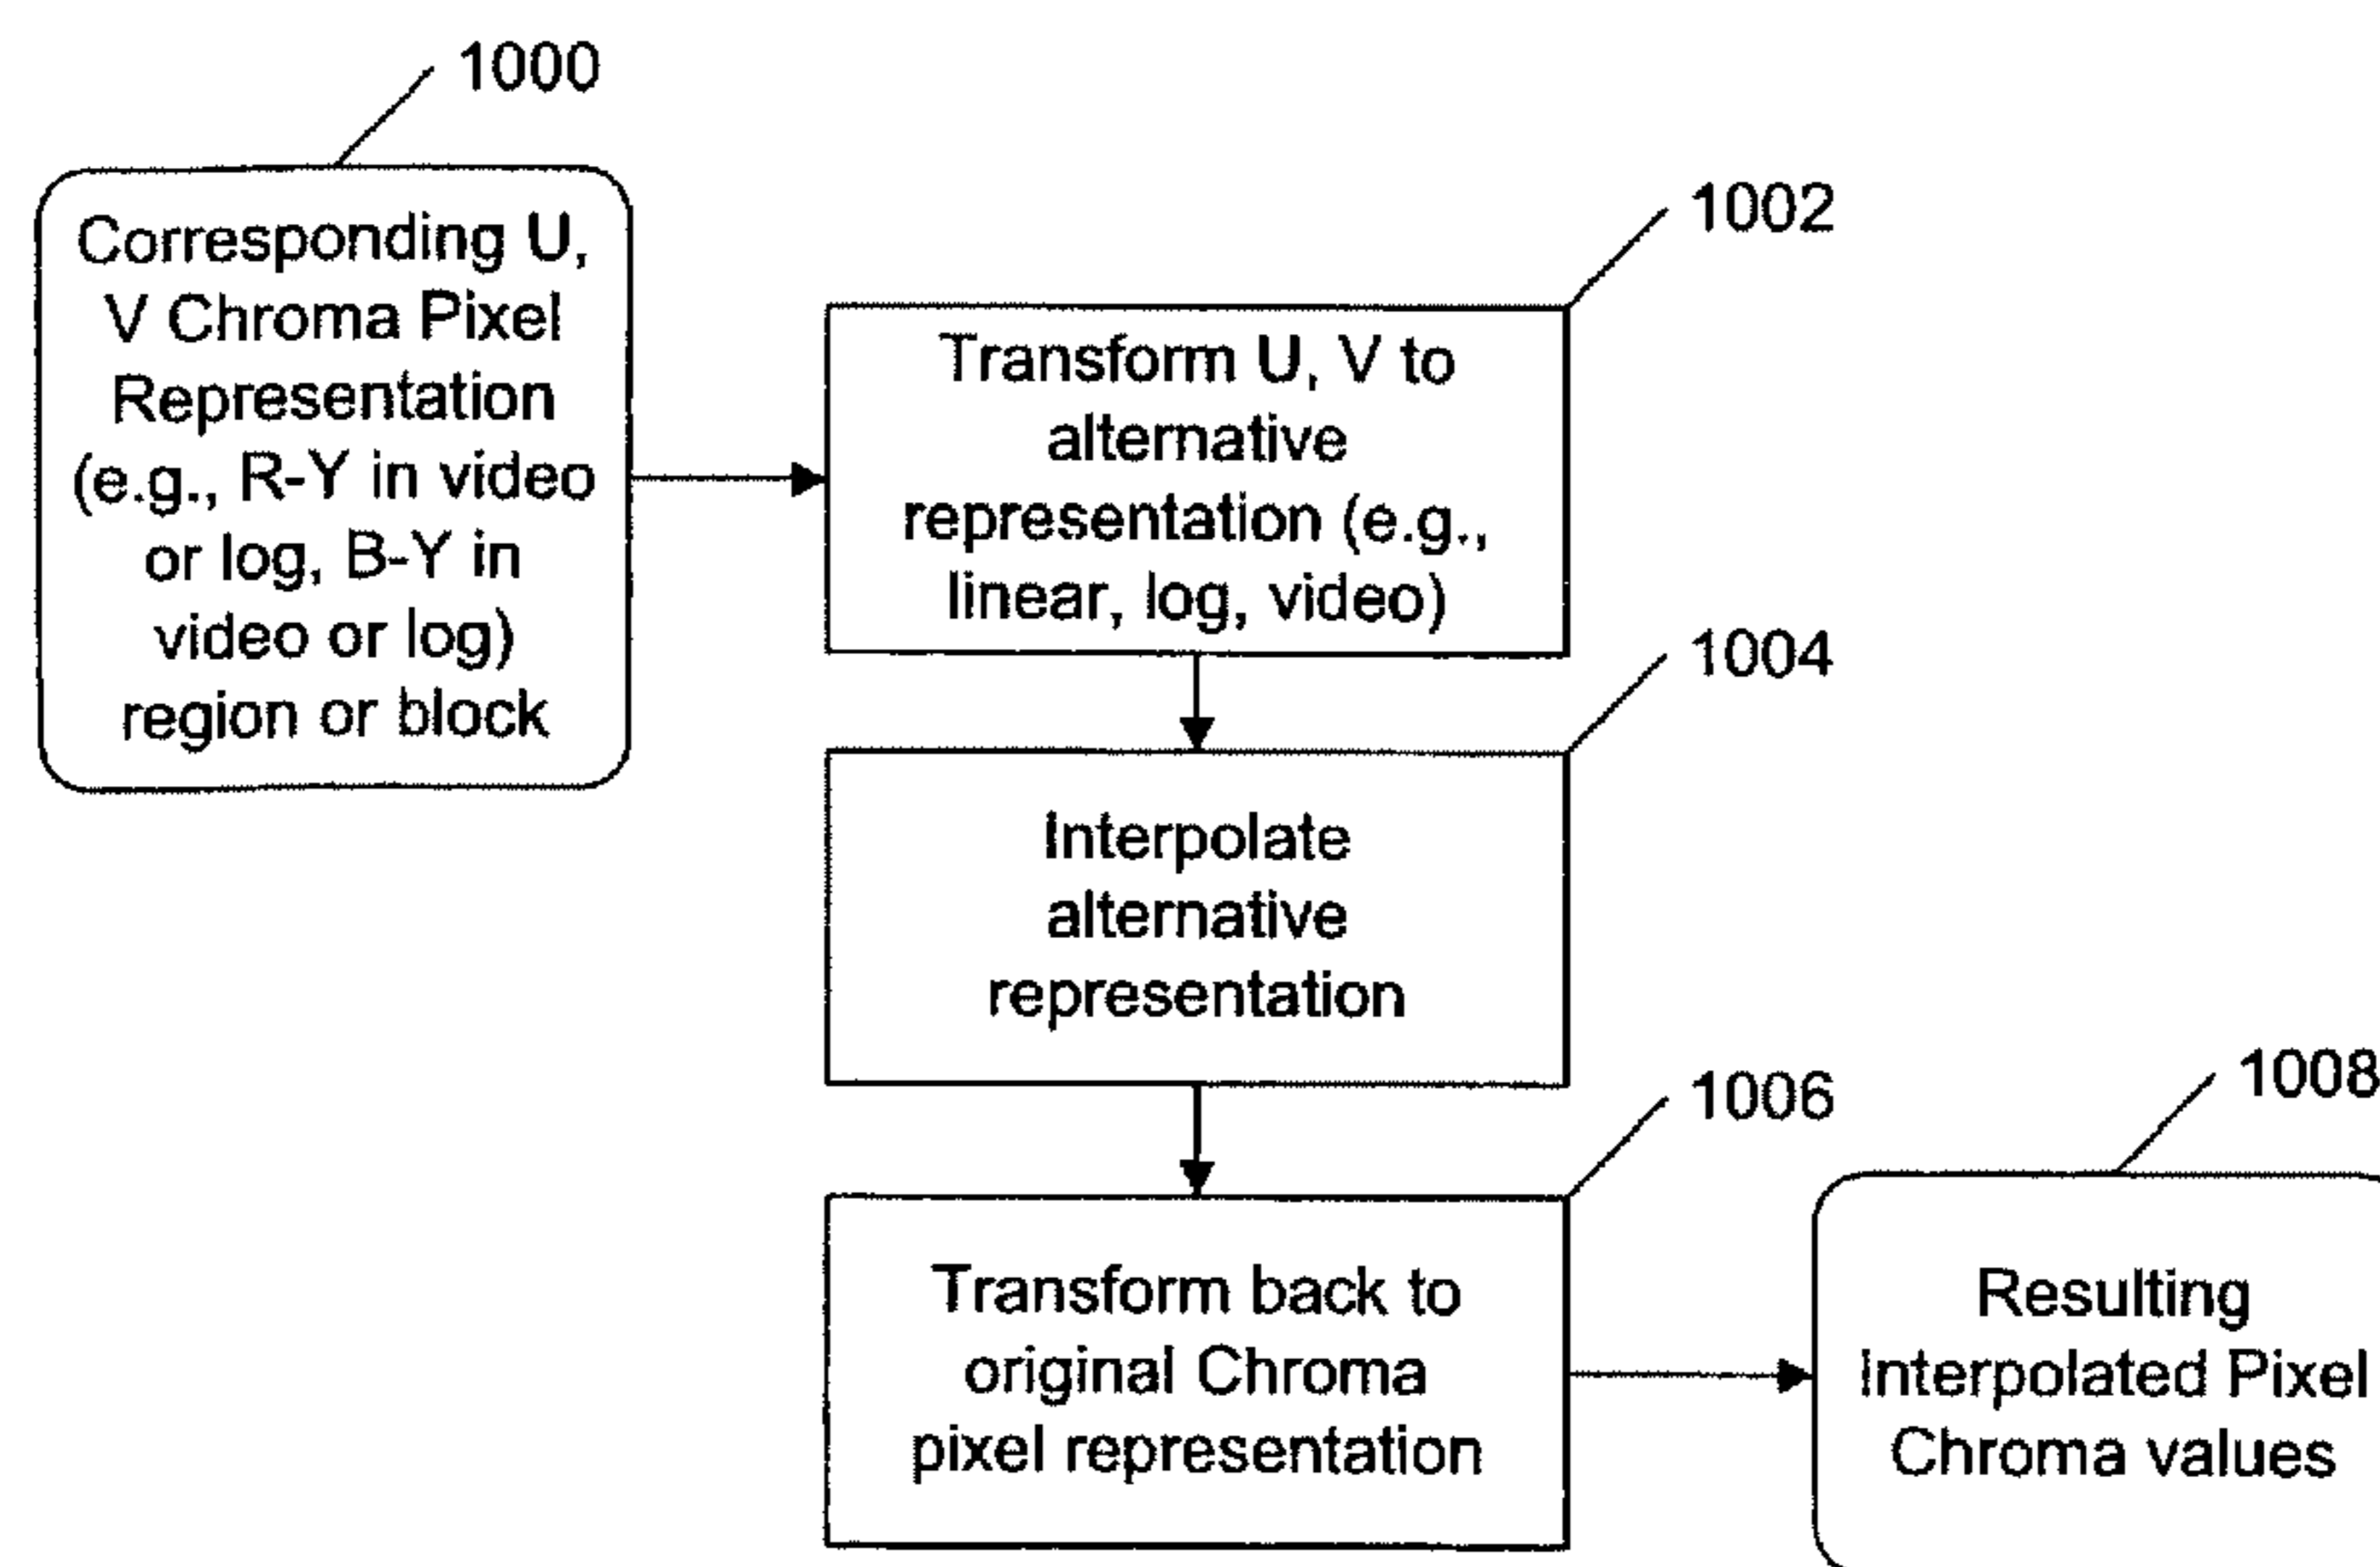 1000
Corresponding U,
V Chroma Pixel
Representation
(e.g., R-Y in video
or log, B-Y in
video or log)
region or block
1002
Transform U, V to
alternative
representation (e.g.,
linear, log, video)
1004
Interpolate
alternative
representation
1006
Transform back to
original Chroma
pixel representation
1008
Resulting
Interpolated Pixel
Chroma values